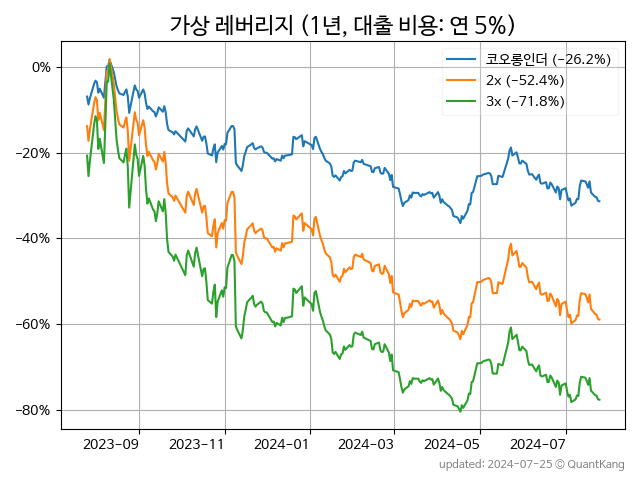 가상 레버리지 (1년, 대출 비용: 연 5%)
코오롱인더 (−26.2%)
2x (−52.4%)
3x (−71.8%)
0%
−20%
−40%
−60%
−80%
2023-09 2023-11 2024-01 2024-03 2024-05 2024-07
updated: 2024-07-25 © QuantKang